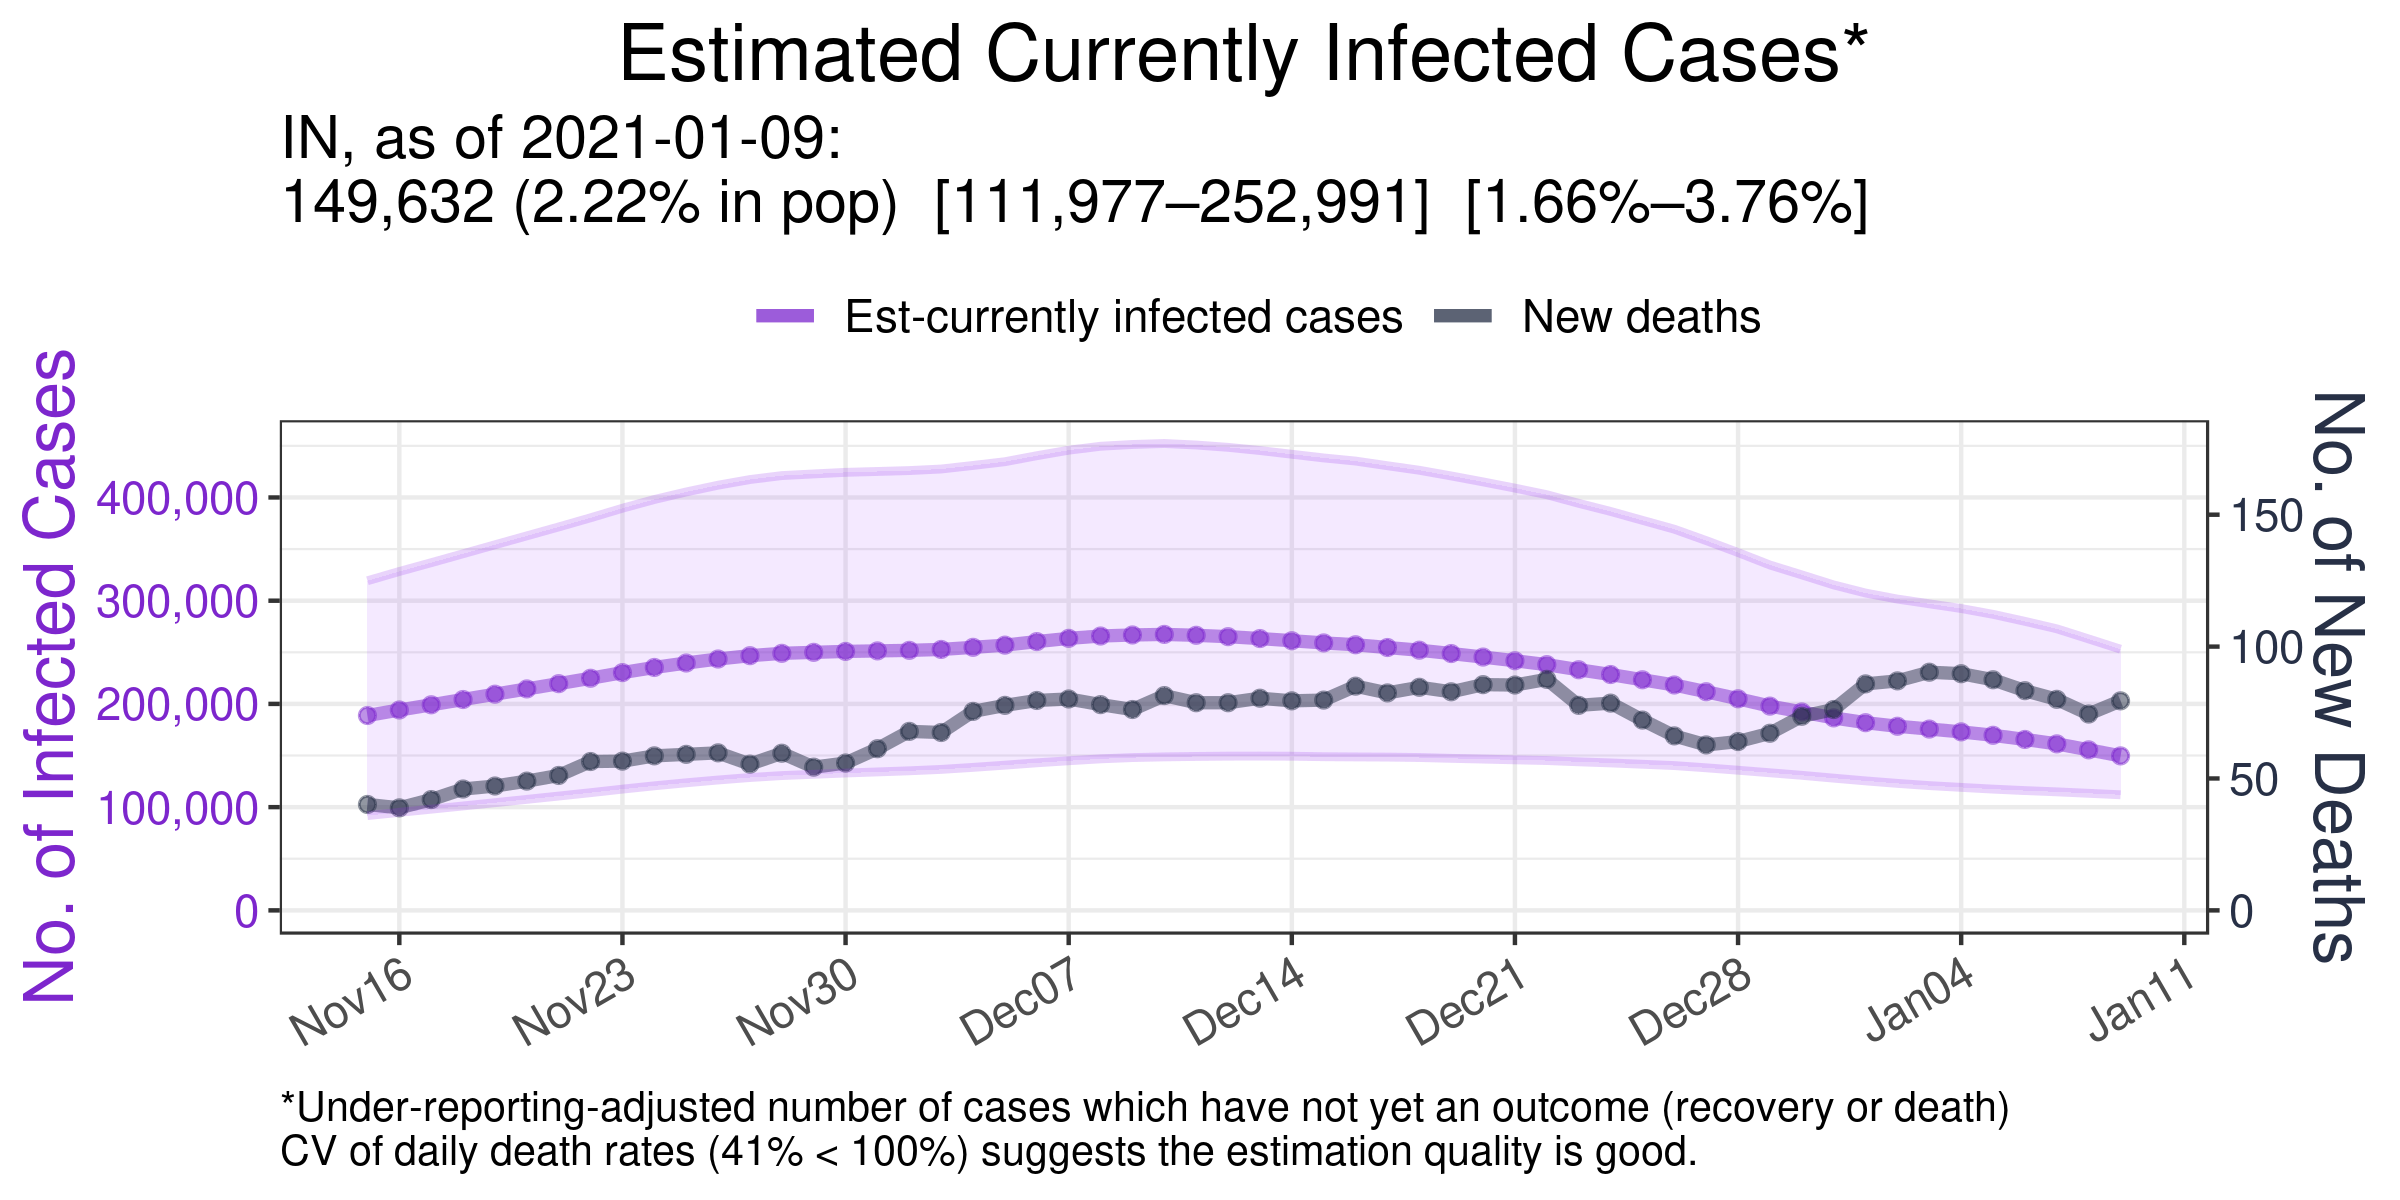 Estimated Currently Infected Cases*
IN, as of 2021-01-09:
149,632 (2.22% in pop)  [111,977–252,991]  [1.66%–3.76%]
Est-currently infected cases
New deaths
No. of Infected Cases
400,000
300,000
200,000
100,000
0
No. of New Deaths
150
100
50
0
Nov16
Nov23
Nov30
Dec07
Dec14
Dec21
Dec28
Jan04
Jan11
*Under-reporting-adjusted number of cases which have not yet an outcome (recovery or death)
CV of daily death rates (41% < 100%) suggests the estimation quality is good.